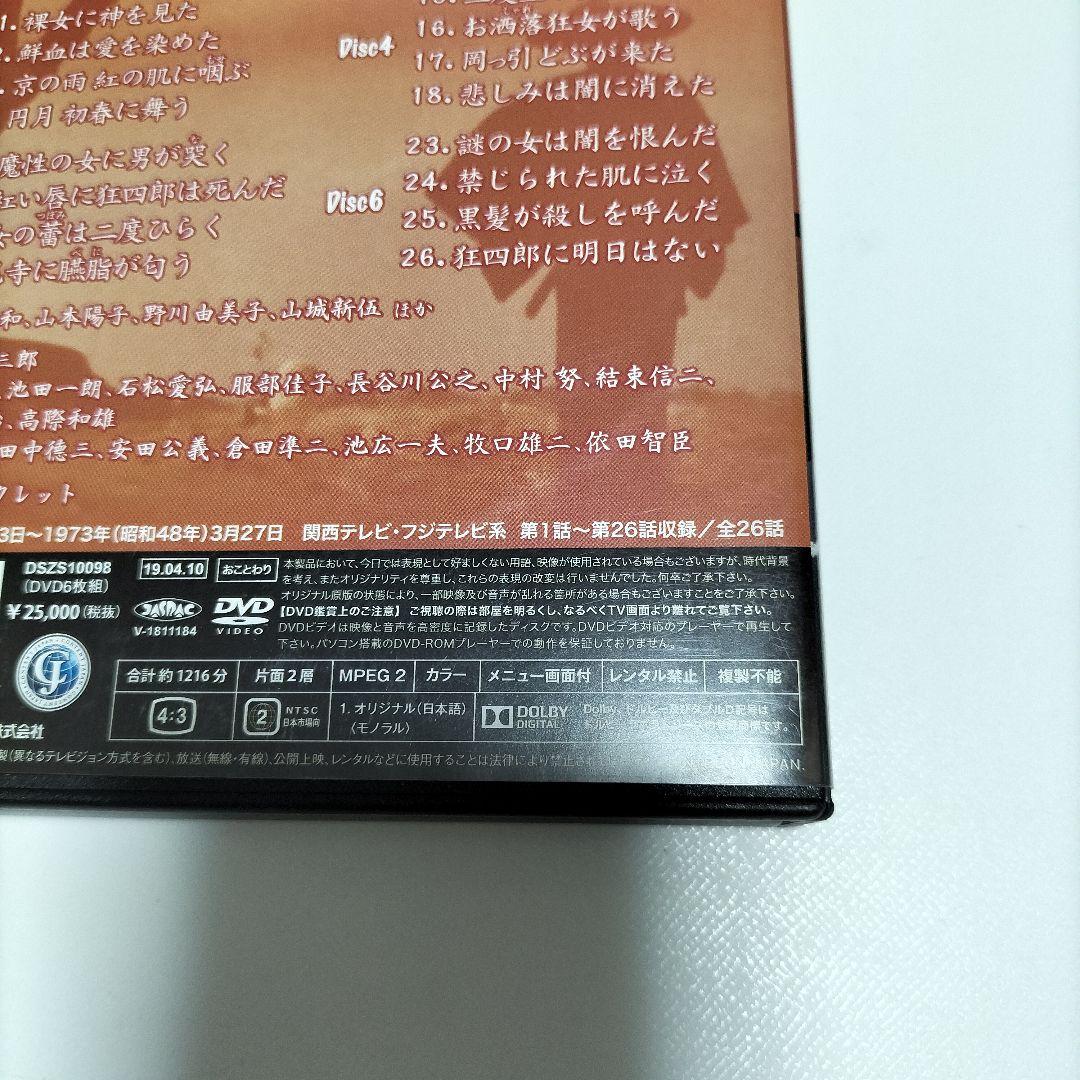 1. 裸女に神を見た
鮮血は愛を染めた
京の雨 紅の肌に咽ぶ
円月 初春に舞う
魔性の女に男が哭く
紅い唇に狂四郎は死んだ
女の蕾は二度ひらく
寺に臙脂が匂う
Disc4
16. お洒落狂女が歌う
17. 岡っ引どぶが来た
18. 悲しみは闇に消えた
Disc6
23. 謎の女は闇を恨んだ
24. 禁じられた肌に泣く
25. 黒髪が殺しを呼んだ
26. 狂四郎に明日はない
和、山本陽子、野川由美子、山城新伍 ほか
三郎
池田一朗、石松愛弘、服部佳子、長谷川公之、中村 努、結束信二、
、高際和雄
田中徳三、安田公義、倉田準二、池広一夫、牧口雄二、依田智臣
クレット
3日〜1973年(昭和48年)3月27日 関西テレビ・フジテレビ系 第1話〜第26話収録/全26話
DSZS10098
(DVD6枚組)
¥25,000(税抜)
19.04.10
おことわり
JASRAC
V-1811184
DVD
VIDEO
本製品において、今日では表現として好ましくない用語、映像が使用されている場合もございますが、時代背景
を考え、またオリジナリティを尊重し、これらの表現の改変は行いませんでした。何卒ご了承下さい。
オリジナル原版の状態により、一部映像及び音声が乱れる箇所がある場合もございますことをご了承下さい。
【DVD鑑賞上のご注意】 ご視聴の際は部屋を明るくし、なるべくTV画面より離れてご覧下さい。
DVDビデオは映像と音声を高密度に記録したディスクです。DVDビデオ対応のプレーヤーで再生して
下さい。パソコン搭載のDVD-ROMプレーヤーでの動作を保証しておりません。
合計 約1216分 片面2層 MPEG 2 カラー メニュー画面付 レンタル禁止 複製不能
4:3
2 NTSC
日本市場向
1. オリジナル(日本語)
(モノラル)
DOLBY
DIGITAL
株式会社
製(異なるテレビジョン方式を含む)、放送(無線・有線)、公開上映、レンタルなどに使用することは法律により禁止され
JAPAN.